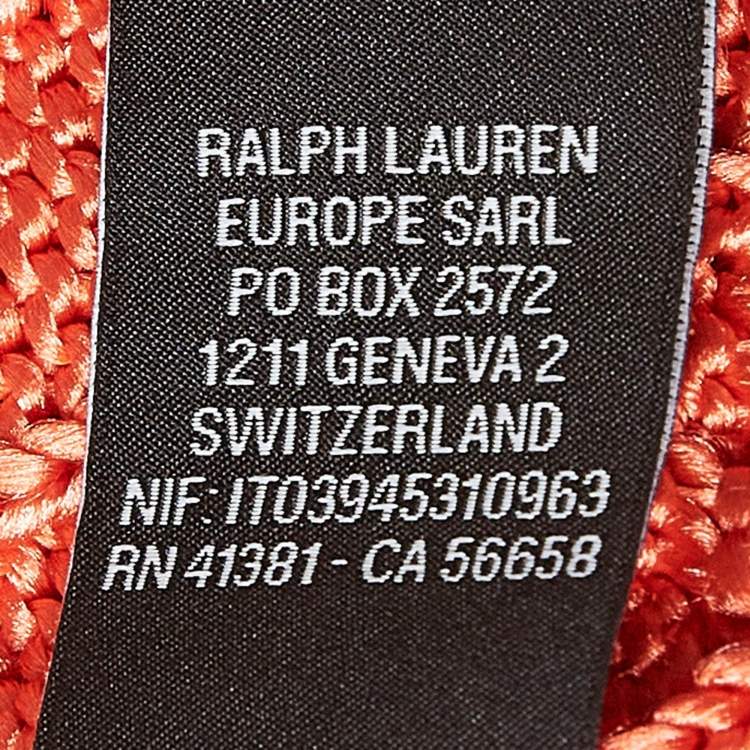 RALPH LAUREN
EUROPE SARL
PO BOX 2572
1211 GENEVA 2
SWITZERLAND
NIF: IT03945310963
RN 41381 - CA 56658